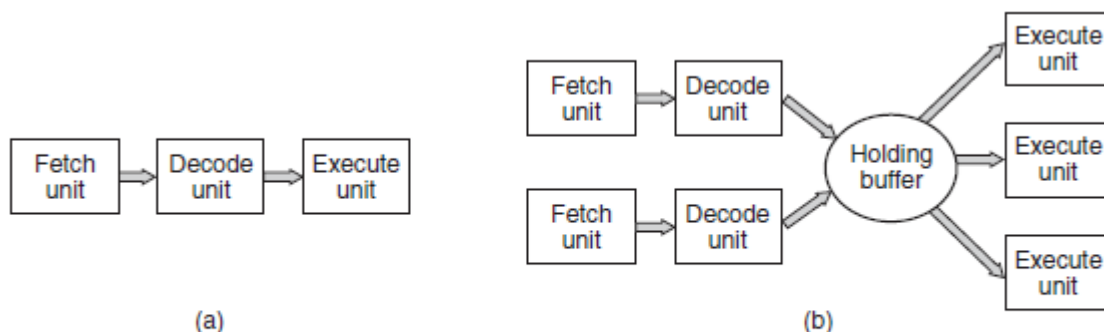 Fetch
unit
Decode
unit
Execute
unit
(a)
Fetch
unit
Decode
unit
Fetch
unit
Decode
unit
Holding
buffer
Execute
unit
Execute
unit
Execute
unit
(b)